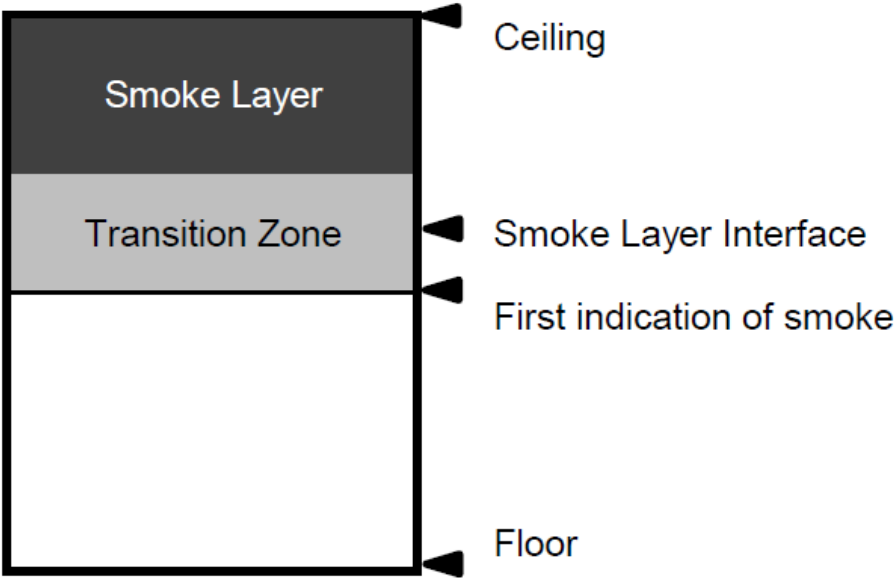 Ceiling
Smoke Layer
Transition Zone
Smoke Layer Interface
First indication of smoke
Floor